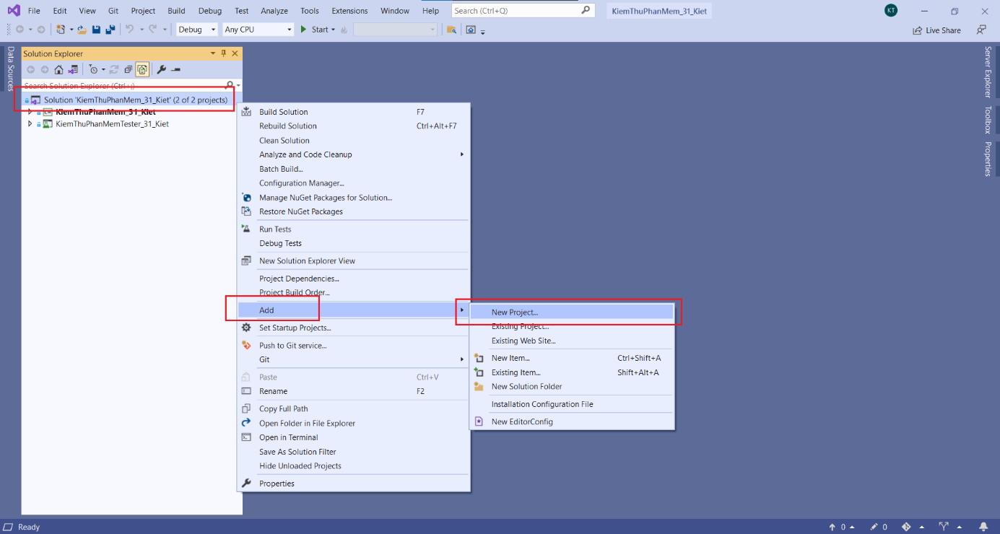 File Edit View Git Project Build Debug Test Analyze Tools Extensions Window Help Search (Ctrl+Q) KiemThuPhanMem_31_Kiet KT
Debug Any CPU Start Live Share
Data Sources
Solution Explorer
Search Solution Explorer (Ctrl+;)
Solution 'KiemThuPhanMem_31_Kiet' (2 of 2 projects)
KiemThuPhanMem_31_Kiet
KiemThuPhanMemTester_31_Kiet
Build Solution F7
Rebuild Solution Ctrl+Alt+F7
Clean Solution
Analyze and Code Cleanup
Batch Build...
Configuration Manager...
Manage NuGet Packages for Solution...
Restore NuGet Packages
Run Tests
Debug Tests
New Solution Explorer View
Project Dependencies...
Project Build Order...
Add
Set Startup Projects...
Push to Git service...
Git
Paste Ctrl+V
Rename F2
Copy Full Path
Open Folder in File Explorer
Open in Terminal
Save As Solution Filter
Hide Unloaded Projects
Properties
New Project...
Existing Project...
Existing Web Site...
New Item... Ctrl+Shift+A
Existing Item... Shift+Alt+A
New Solution Folder
Installation Configuration File
New EditorConfig
Server Explorer
Toolbox
Properties
Ready 0 0